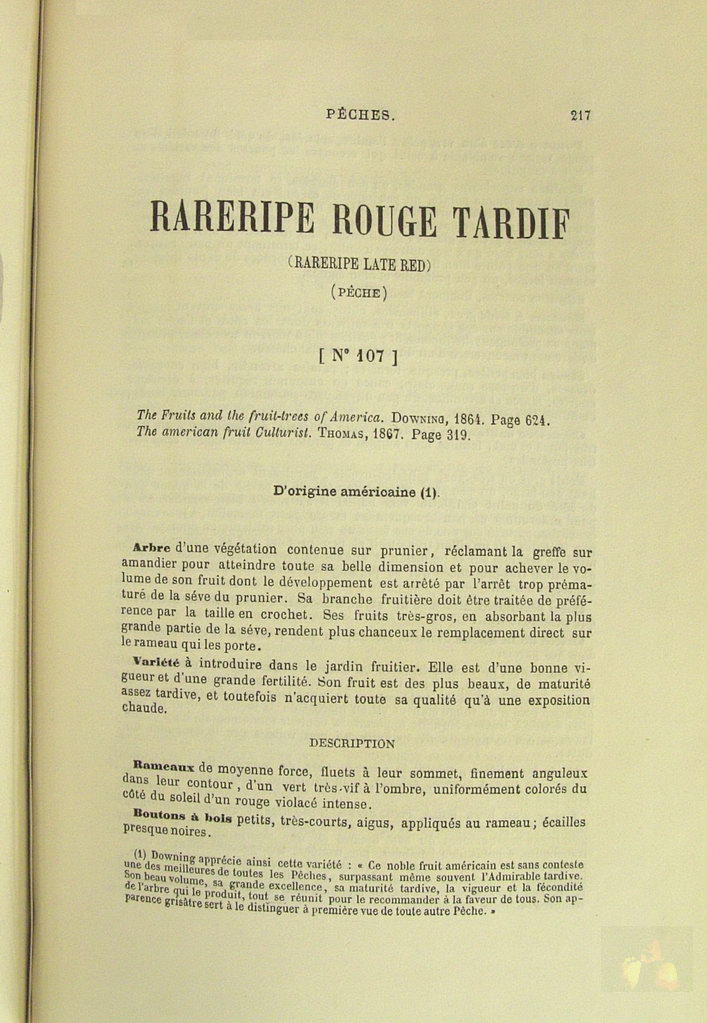 PÊCHES. 217
RARERIPE ROUGE TARDIF
(RARERIPE LATE RED)
(PÊCHE)
[ N° 107 ]
The Fruits and the fruit-trees of America. DOWNING, 1864. Page 624.
The american fruit Culturist. THOMAS, 1867. Page 319.
D'origine américaine (1).
Arbre d'une végétation contenue sur prunier, réclamant la greffe sur
amandier pour atteindre toute sa belle dimension et pour achever le vo-
lume de son fruit dont le développement est arrêté par l'arrêt trop préma-
turé de la séve du prunier. Sa branche fruitière doit être traitée de préfé-
rence par la taille en crochet. Ses fruits très-gros, en absorbant la plus
grande partie de la séve, rendent plus chanceux le remplacement direct sur
le rameau qui les porte.
Variété à introduire dans le jardin fruitier. Elle est d'une bonne vi-
gueur et d'une grande fertilité. Son fruit est des plus beaux, de maturité
assez tardive, et toutefois n'acquiert toute sa qualité qu'à une exposition
chaude.
DESCRIPTION
Rameaux de moyenne force, fluets à leur sommet, finement anguleux
dans leur contour, d'un vert très-vif à l'ombre, uniformément colorés du
côté du soleil d'un rouge violacé intense.
Boutons à bois petits, très-courts, aigus, appliqués au rameau; écailles
presque noires.
(1) Downing apprécie ainsi cette variété : « Ce noble fruit américain est sans conteste
une des meilleures de toutes les Pêches, surpassant même souvent l'Admirable tardive.
Son beau volume, sa grande excellence, sa maturité tardive, la vigueur et la fécondité
de l'arbre qui le produit, tout se réunit pour le recommander à la faveur de tous. Son ap-
parence grisâtre sert à le distinguer à première vue de toute autre Pêche. »